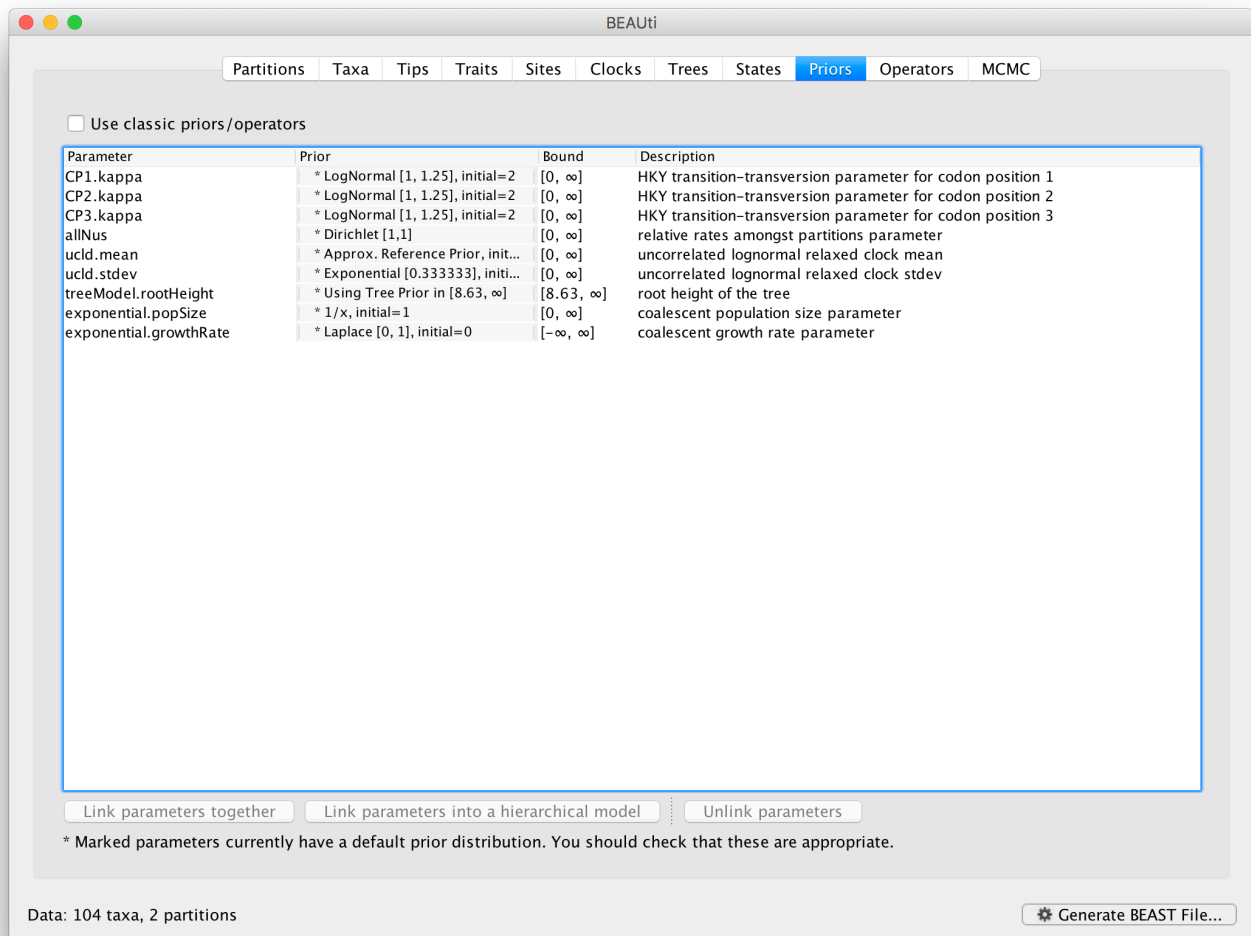 BEAUti
Partitions Taxa Tips Traits Sites Clocks Trees States Priors Operators MCMC
Use classic priors/operators
Parameter Prior Bound Description
CP1.kappa * LogNormal [1, 1.25], initial=2 [0, ∞] HKY transition-transversion parameter for codon position 1
CP2.kappa * LogNormal [1, 1.25], initial=2 [0, ∞] HKY transition-transversion parameter for codon position 2
CP3.kappa * LogNormal [1, 1.25], initial=2 [0, ∞] HKY transition-transversion parameter for codon position 3
allNus * Dirichlet [1,1] [0, ∞] relative rates amongst partitions parameter
ucld.mean * Approx. Reference Prior, init... [0, ∞] uncorrelated lognormal relaxed clock mean
ucld.stdev * Exponential [0.333333], initi... [0, ∞] uncorrelated lognormal relaxed clock stdev
treeModel.rootHeight * Using Tree Prior in [8.63, ∞] [8.63, ∞] root height of the tree
exponential.popSize * 1/x, initial=1 [0, ∞] coalescent population size parameter
exponential.growthRate * Laplace [0, 1], initial=0 [-∞, ∞] coalescent growth rate parameter
Link parameters together Link parameters into a hierarchical model Unlink parameters
* Marked parameters currently have a default prior distribution. You should check that these are appropriate.
Data: 104 taxa, 2 partitions Generate BEAST File...